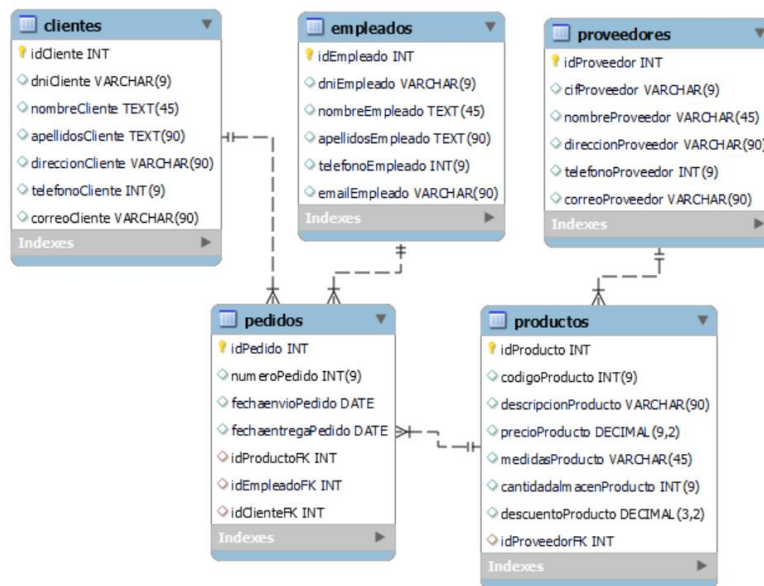 clientes
idCliente INT
dniCliente VARCHAR(9)
nombreCliente TEXT(45)
apellidosCliente TEXT(90)
direccionCliente VARCHAR(90)
telefonoCliente INT(9)
correoCliente VARCHAR(90)
Indexes
empleados
idEmpleado INT
dniEmpleado VARCHAR(9)
nombreEmpleado TEXT(45)
apellidosEmpleado TEXT(90)
telefonoEmpleado INT(9)
emailEmpleado VARCHAR(90)
Indexes
proveedores
idProveedor INT
cifProveedor VARCHAR(9)
nombreProveedor VARCHAR(45)
direccionProveedor VARCHAR(90)
telefonoProveedor INT(9)
correoProveedor VARCHAR(90)
Indexes
pedidos
idPedido INT
numeroPedido INT(9)
fechaenvioPedido DATE
fechaentregaPedido DATE
idProductoFK INT
idEmpleadoFK INT
idClienteFK INT
Indexes
productos
idProducto INT
codigoProducto INT(9)
descripcionProducto VARCHAR(90)
precioProducto DECIMAL(9,2)
medidasProducto VARCHAR(45)
cantidadalmacenProducto INT(9)
descuentoProducto DECIMAL(3,2)
idProveedorFK INT
Indexes